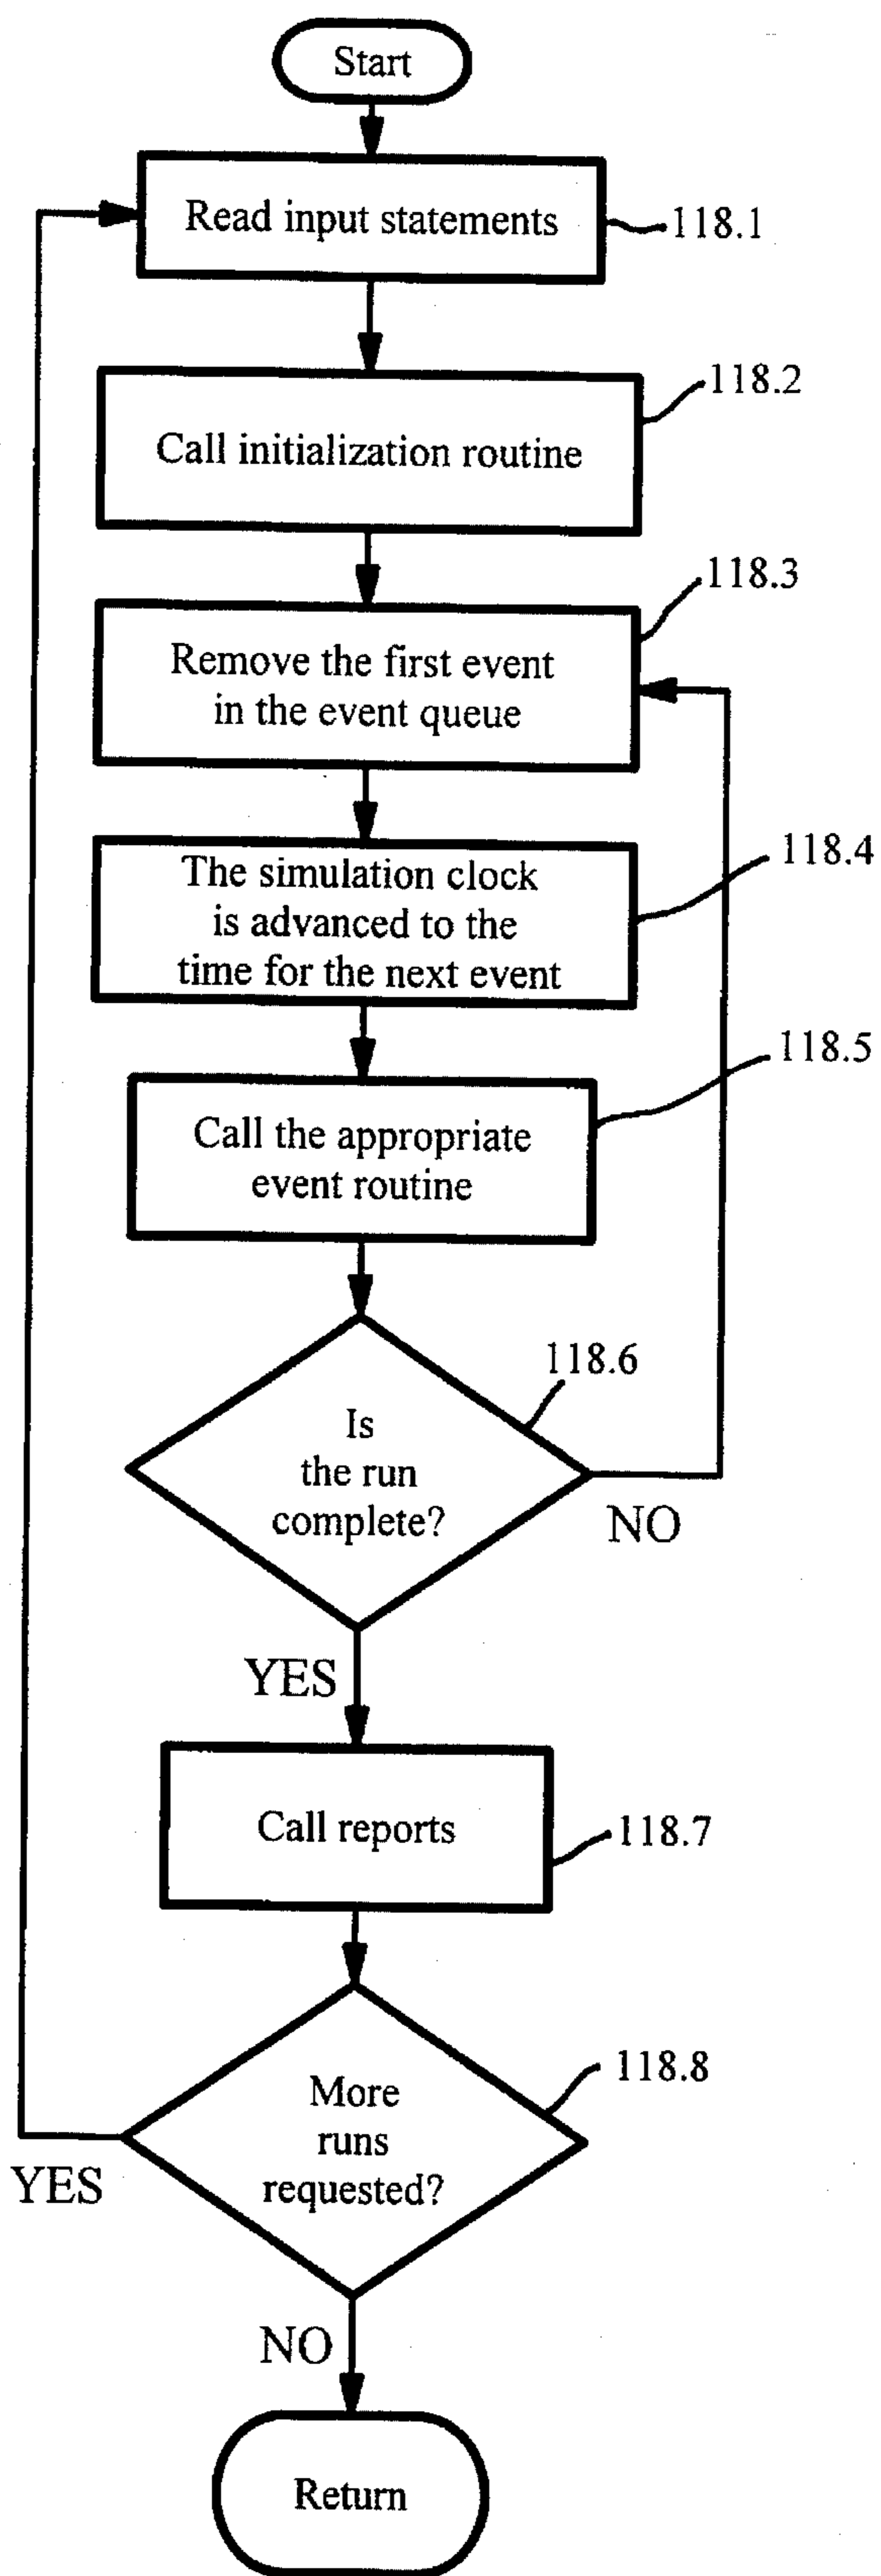 Start
Read input statements
118.1
Call initialization routine
118.2
118.3
Remove the first event
in the event queue
The simulation clock
is advanced to the
time for the next event
118.4
118.5
Call the appropriate
event routine
118.6
Is
the run
complete?
NO
YES
Call reports
118.7
More
runs
requested?
118.8
YES
NO
Return